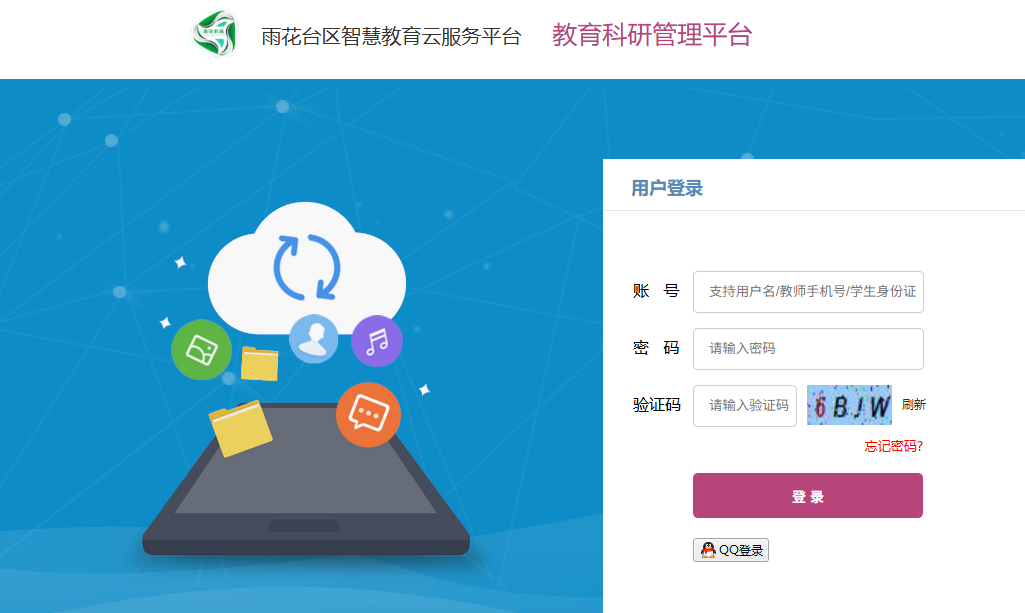 雨花台区智慧教育云服务平台 教育科研管理平台
用户登录
账 号 支持用户名/教师手机号/学生身份证
密 码 请输入密码
验证码 请输入验证码 6BJW 刷新
忘记密码?
登 录
QQ登录